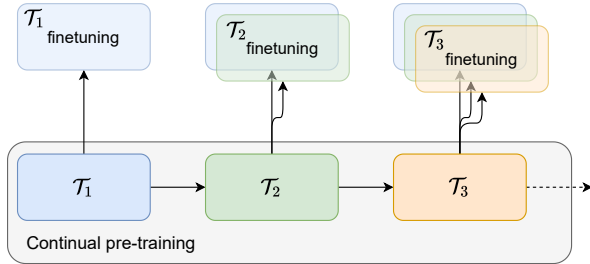 𝒯₁
finetuning
𝒯₂
finetuning
𝒯₃
finetuning
𝒯₁
𝒯₂
𝒯₃
Continual pre-training